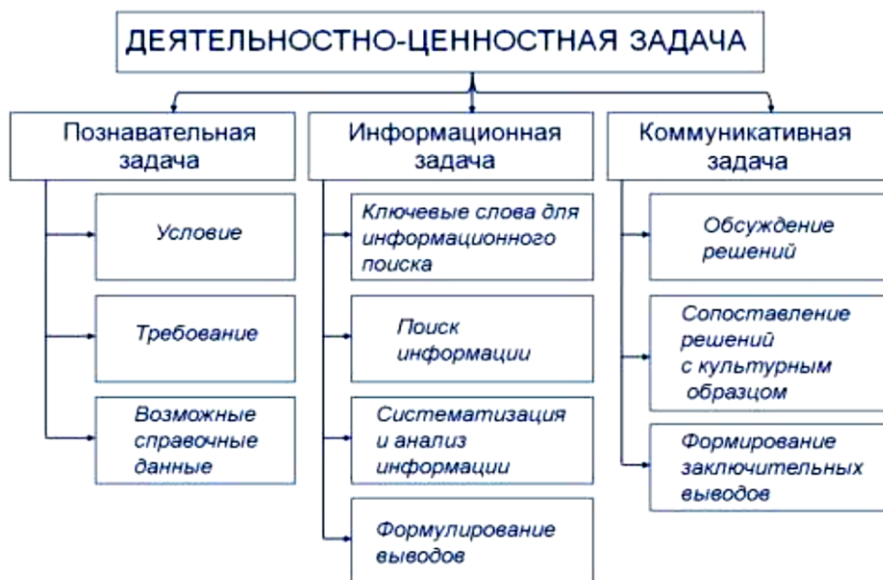 ДЕЯТЕЛЬНОСТНО-ЦЕННОСТНАЯ ЗАДАЧА
Познавательная
задача
Условие
Требование
Возможные
справочные
данные
Информационная
задача
Ключевые слова для
информационного
поиска
Поиск
информации
Систематизация
и анализ
информации
Формулирование
выводов
Коммуникативная
задача
Обсуждение
решений
Сопоставление
решений
с культурным
образцом
Формирование
заключительных
выводов